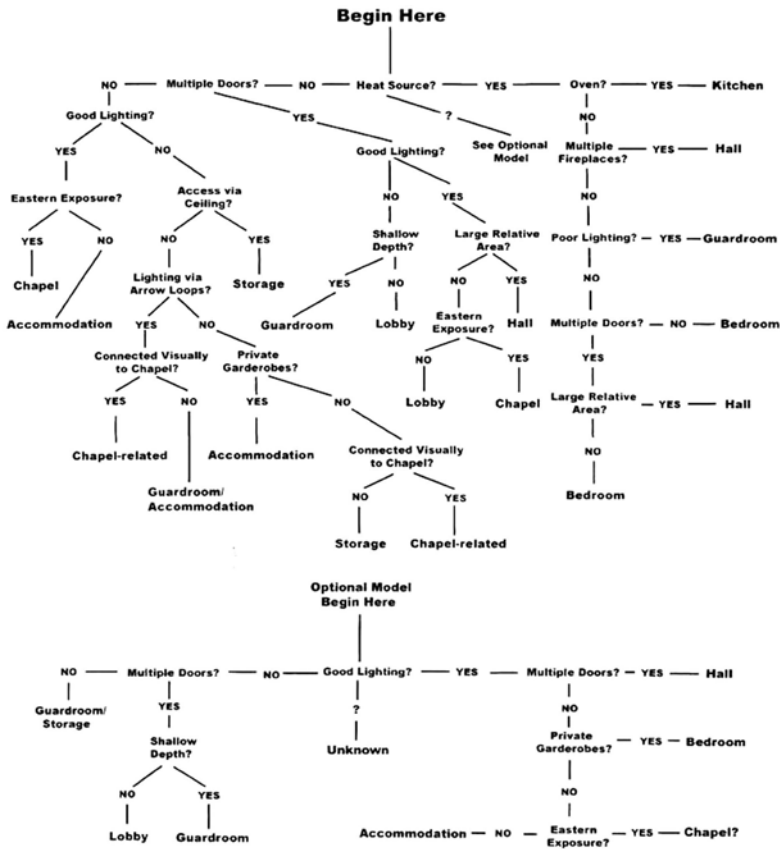 Begin Here
NO Multiple Doors? NO Heat Source? YES Oven? YES Kitchen
Good Lighting? YES ? NO
YES NO Good Lighting? See Optional
Model Multiple
Fireplaces? YES Hall
Eastern Exposure? Access via
Ceiling? NO YES NO
YES NO NO YES Shallow
Depth? Large Relative
Area? Poor Lighting? YES Guardroom
Chapel Lighting via
Arrow Loops? Storage YES NO NO YES NO
Accommodation YES NO Guardroom Lobby Eastern
Exposure? Hall Multiple Doors? NO Bedroom
Connected Visually
to Chapel? Private
Garderobes? NO YES YES
YES NO YES NO Lobby Chapel Large Relative
Area? YES Hall
Chapel-related Accommodation Connected Visually
to Chapel? NO
Guardroom/
Accommodation NO YES Bedroom
Storage Chapel-related
Optional Model
Begin Here
NO Multiple Doors? NO Good Lighting? YES Multiple Doors? YES Hall
Guardroom/
Storage YES ? NO
Shallow
Depth? Unknown Private
Garderobes? YES Bedroom
NO YES NO
Lobby Guardroom Accommodation NO Eastern
Exposure? YES Chapel?